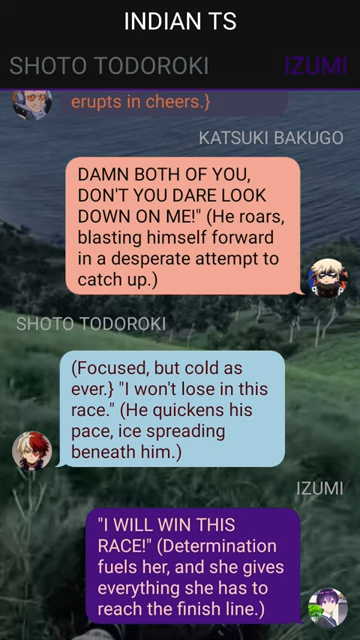 INDIAN TS
SHOTO TODOROKI
IZUMI
erupts in cheers.}
KATSUKI BAKUGO
DAMN BOTH OF YOU,
DON'T YOU DARE LOOK
DOWN ON ME!" (He roars,
blasting himself forward
in a desperate attempt to
catch up.)
SHOTO TODOROKI
(Focused, but cold as
ever.} "I won't lose in this
race." (He quickens his
pace, ice spreading
beneath him.)
IZUMI
"I WILL WIN THIS
RACE!" (Determination
fuels her, and she gives
everything she has to
reach the finish line.)